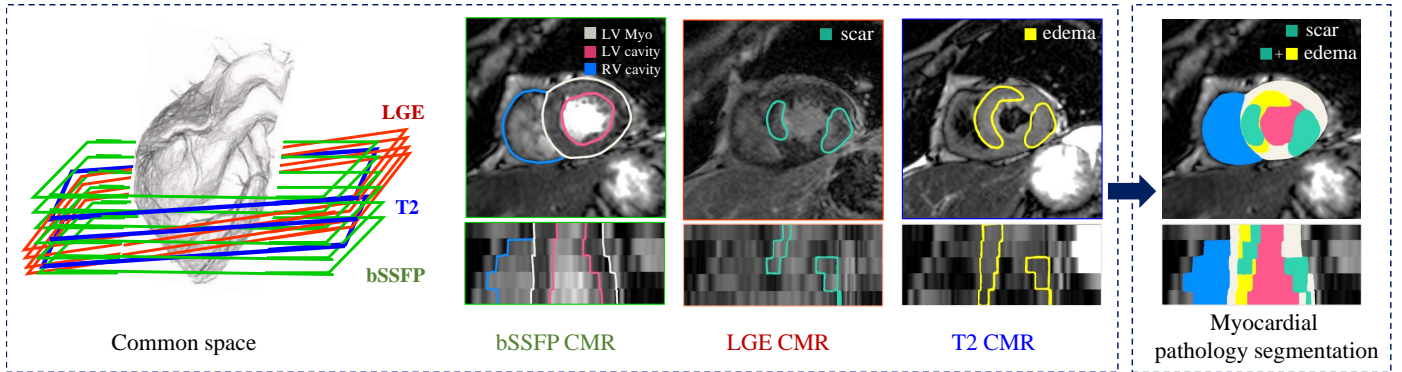 LGE
T2
bSSFP
Common space
LV Myo
LV cavity
RV cavity
bSSFP CMR
scar
LGE CMR
edema
T2 CMR
scar
+ edema
Myocardial
pathology segmentation